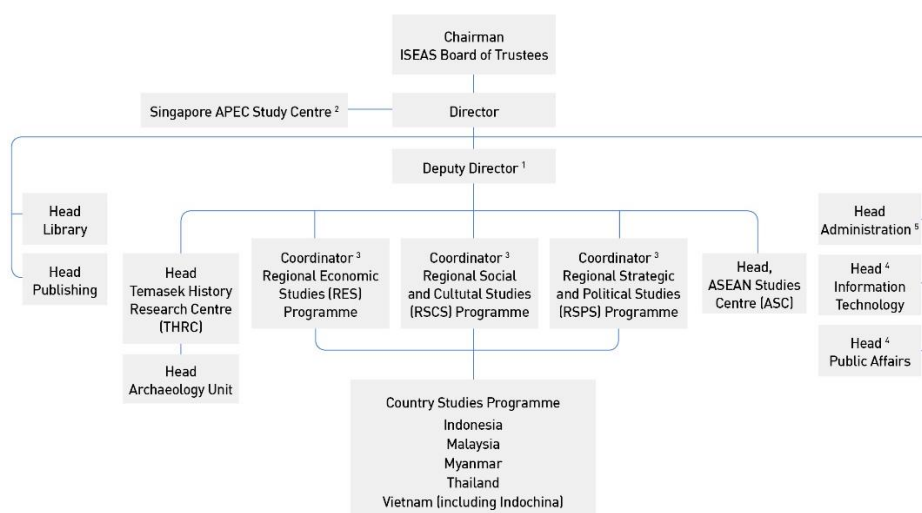 Chairman
ISEAS Board of Trustees
Singapore APEC Study Centre ²
Director
Deputy Director ¹
Head
Library
Head
Publishing
Head
Temasek History
Research Centre
(THRC)
Coordinator ³
Regional Economic
Studies (RES)
Programme
Coordinator ³
Regional Social
and Cultutal Studies
(RSCS) Programme
Coordinator ³
Regional Strategic
and Political Studies
(RSPS) Programme
Head,
ASEAN Studies
Centre (ASC)
Head
Administration ⁵
Head ⁴
Information
Technology
Head ⁴
Public Affairs
Head
Archaeology Unit
Country Studies Programme
Indonesia
Malaysia
Myanmar
Thailand
Vietnam (including Indochina)